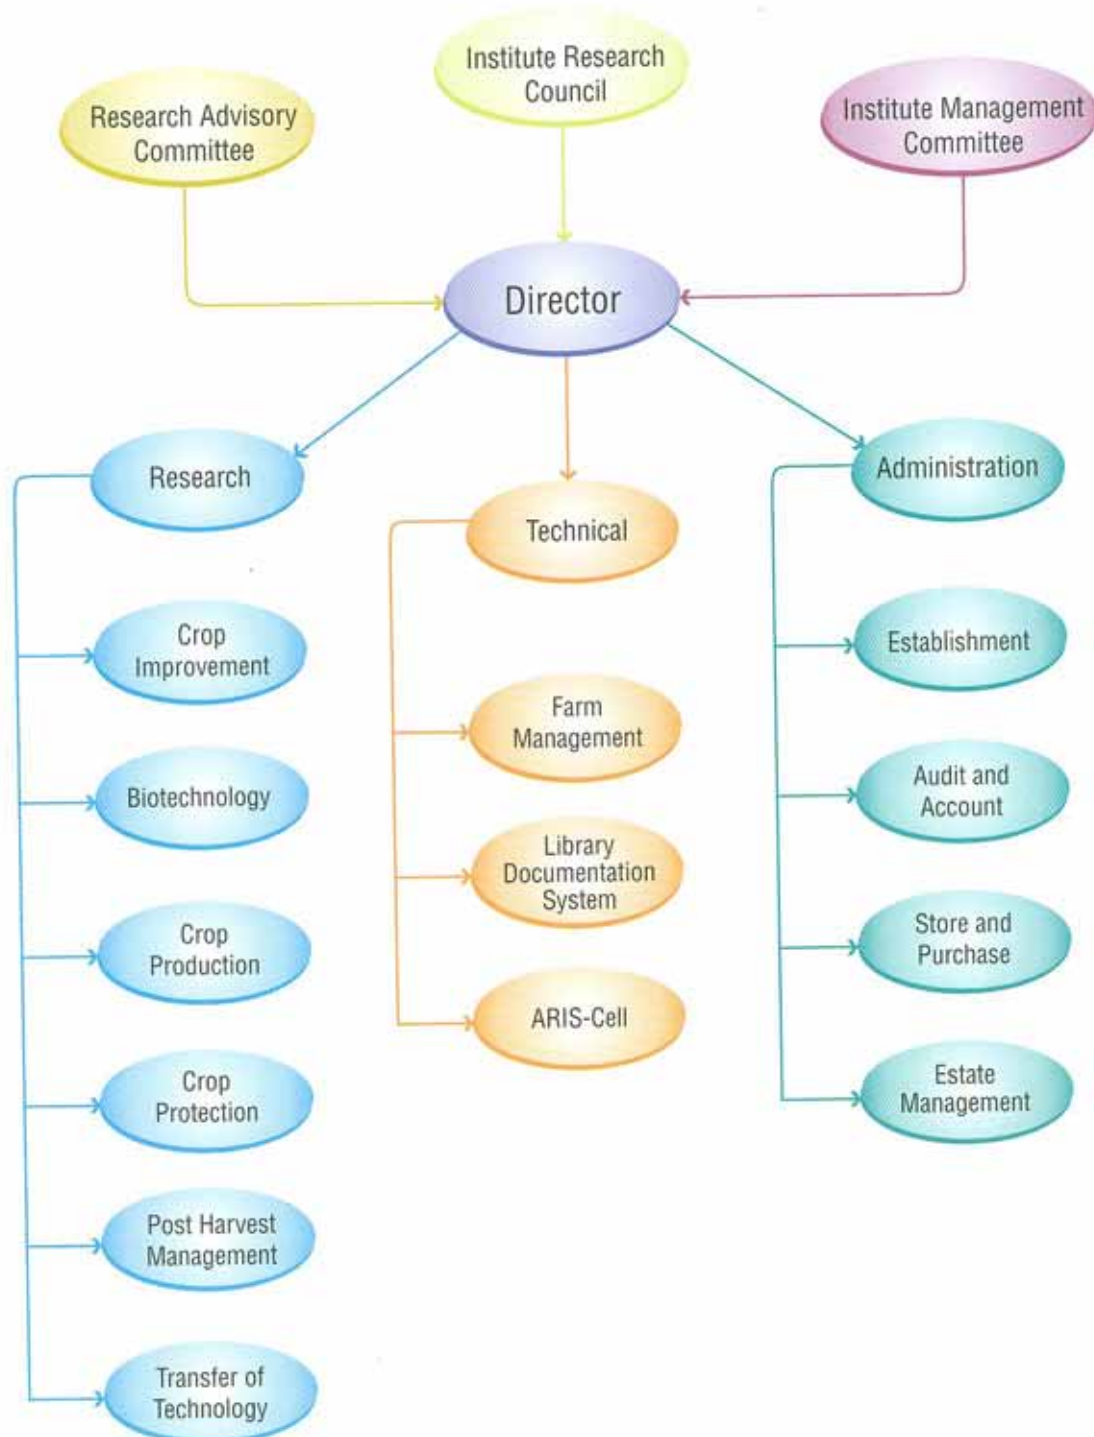 Institute Research
Council
Research Advisory
Committee
Institute Management
Committee
Director
Research
Technical
Administration
Crop
Improvement
Biotechnology
Crop
Production
Crop
Protection
Post Harvest
Management
Transfer of
Technology
Farm
Management
Library
Documentation
System
ARIS-Cell
Establishment
Audit and
Account
Store and
Purchase
Estate
Management